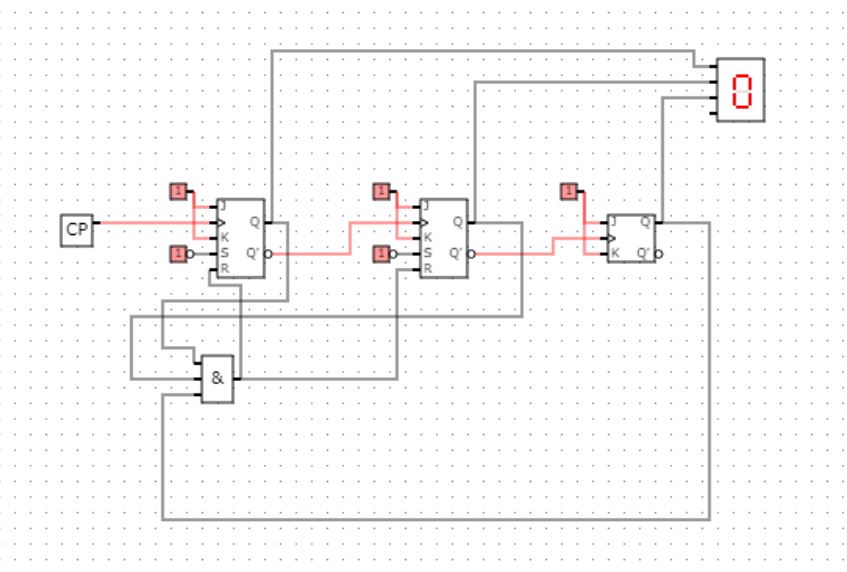 0
1 1 1
J J
CP Q Q J Q
K K
1 S Q' 1 S Q' K Q'
R R
&